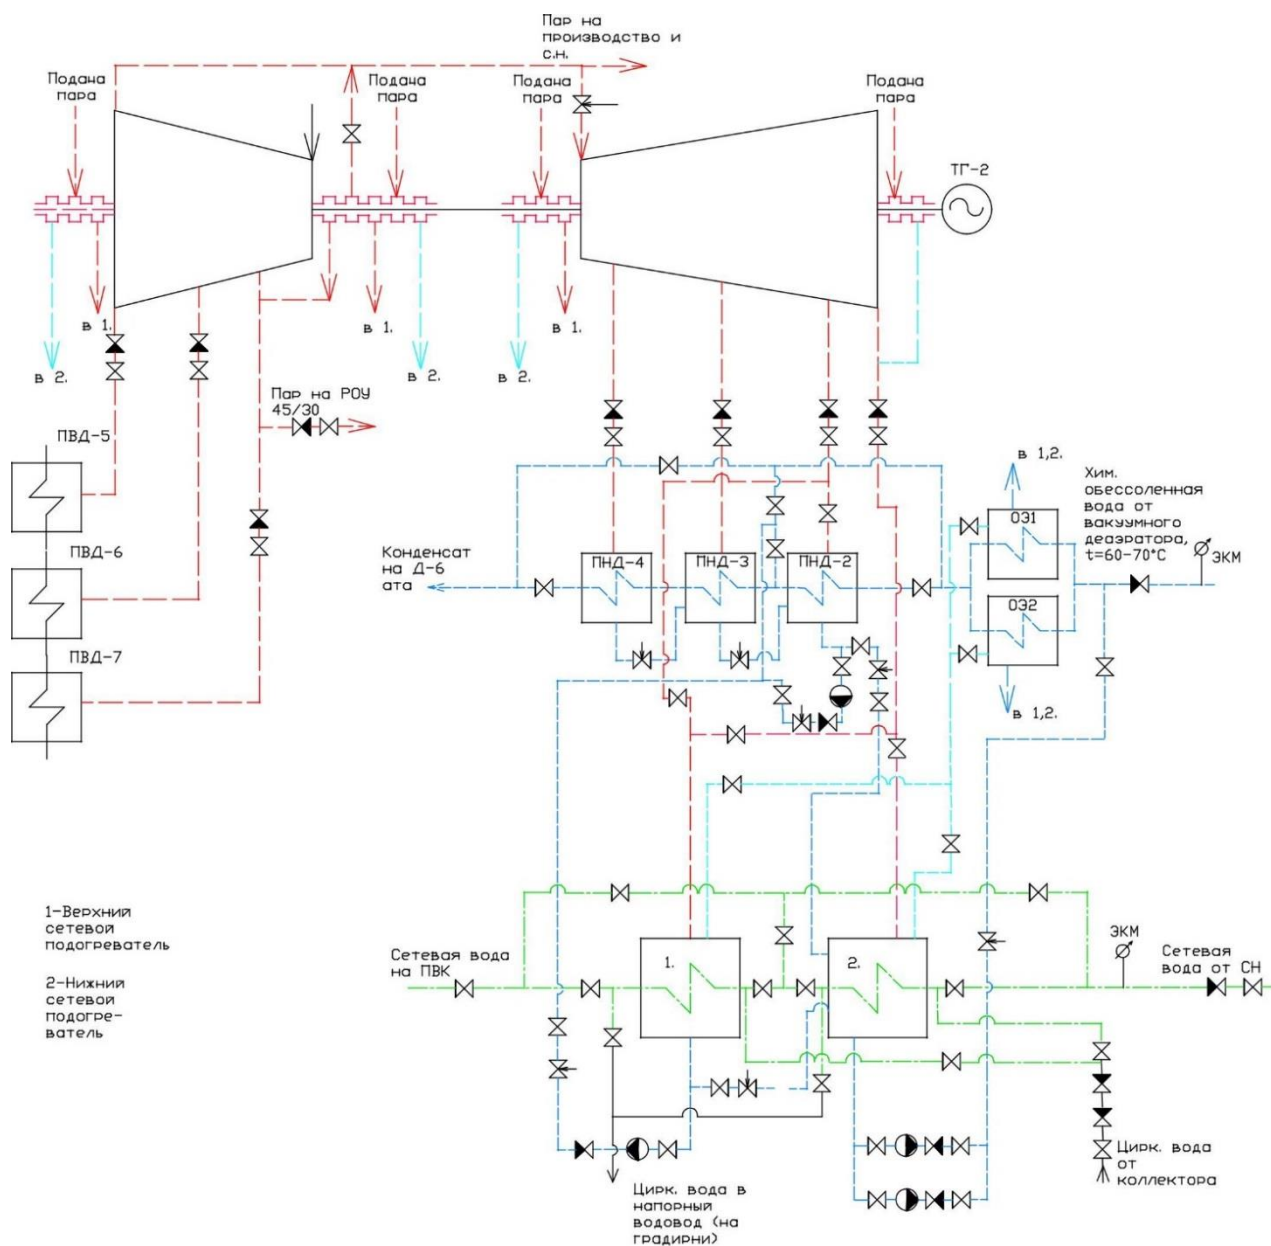 Пар на
производство и
с.н.
Подача
пара
Подача
пара
Подача
пара
Подача
пара
ТГ-2
в 1.
в 2.
в 1.
в 2.
в 1.
в 2.
Пар на РОУ
45/30
ПВД-5
ПВД-6
ПВД-7
в 1,2.
Хим.
обессоленная
вода от
вакуумного
деаэратора,
t=60-70°C
ЭКМ
ОЭ1
ОЭ2
в 1,2.
Конденсат
на Д-6
ата
ПНД-4
ПНД-3
ПНД-2
1-Верхний
сетевой
подогреватель
2-Нижний
сетевой
подогре-
ватель
Сетевая вода
на ПВК
1.
2.
ЭКМ
Сетевая
вода от СН
Цирк. вода
от
коллектора
Цирк. вода в
напорный
водовод (на
градирни)